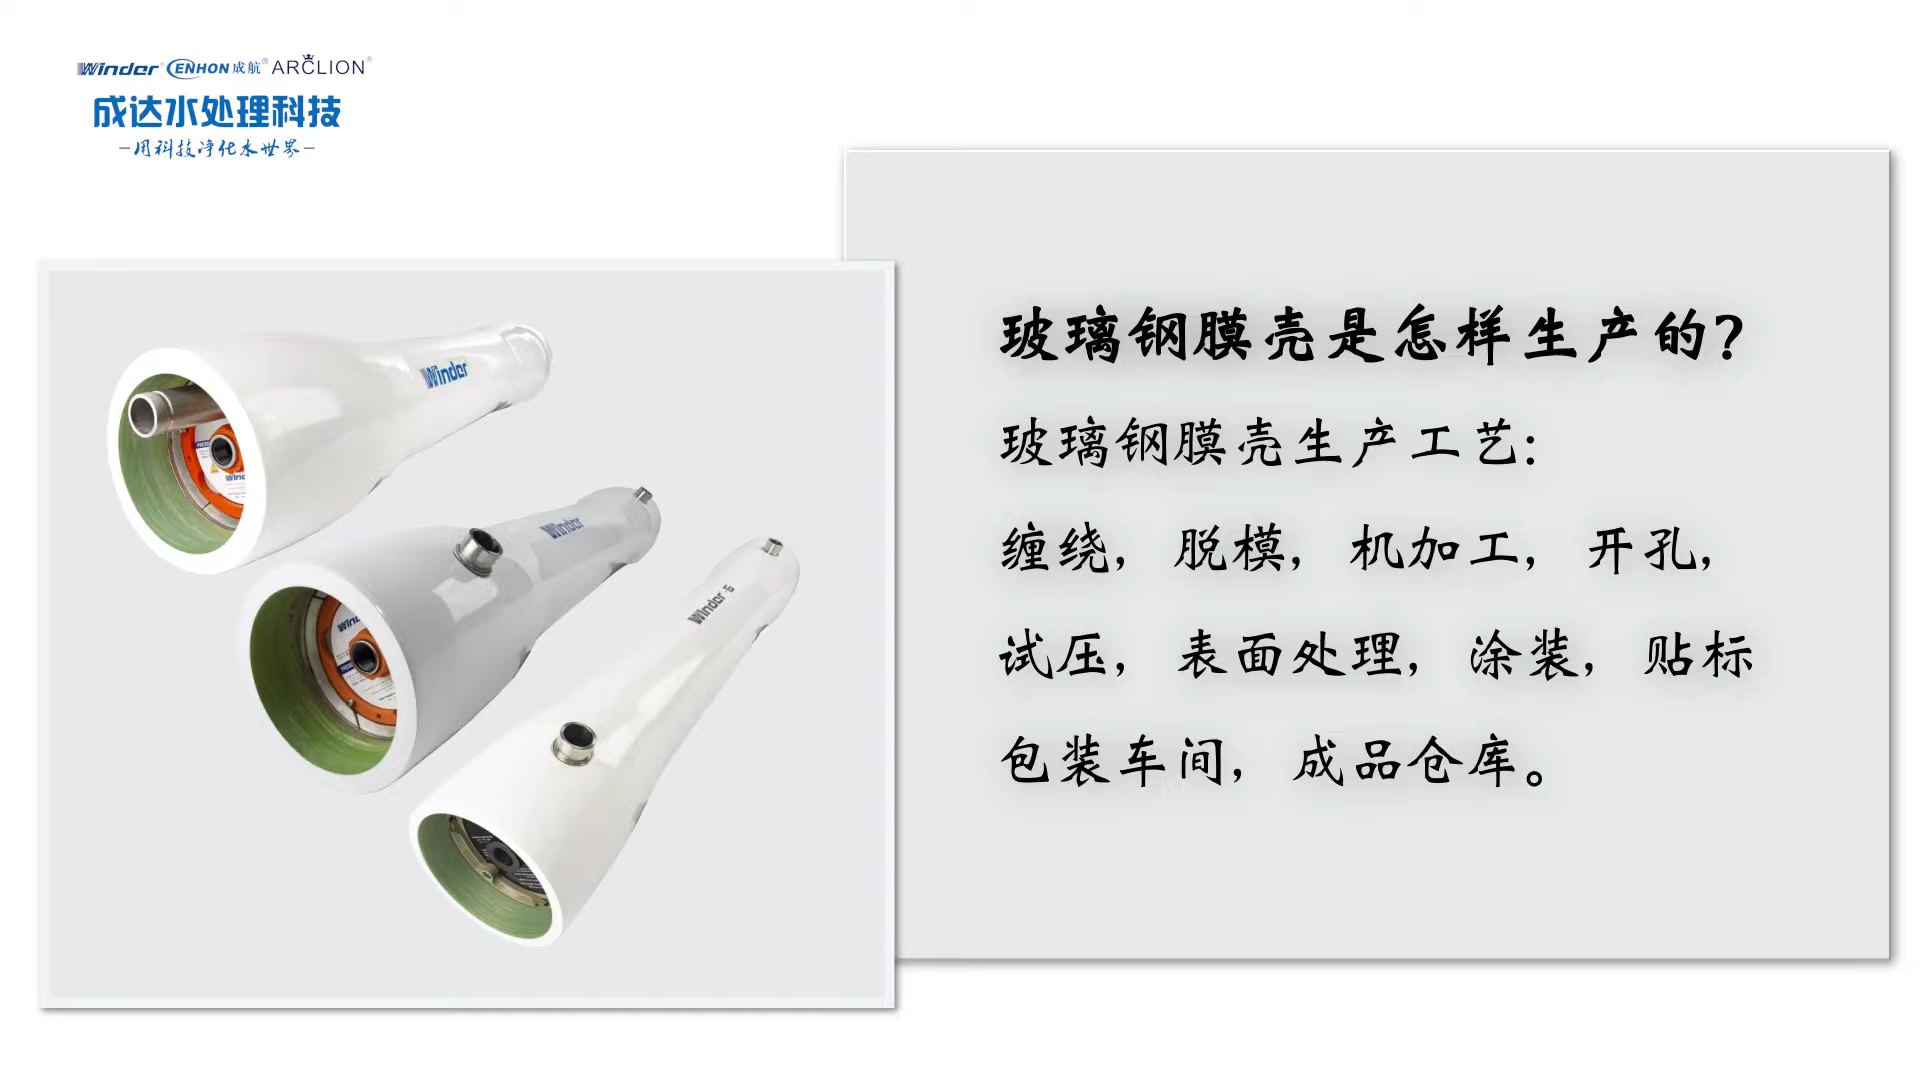 Winder ENHON成航® ARCLION®
成达水处理科技
-用科技净化水世界-
Winder
Winder
Winder
Winder
Winder-S
玻璃钢膜壳是怎样生产的?
玻璃钢膜壳生产工艺:
缠绕, 脱模, 机加工, 开孔,
试压, 表面处理, 涂装, 贴标
包装车间, 成品仓库。